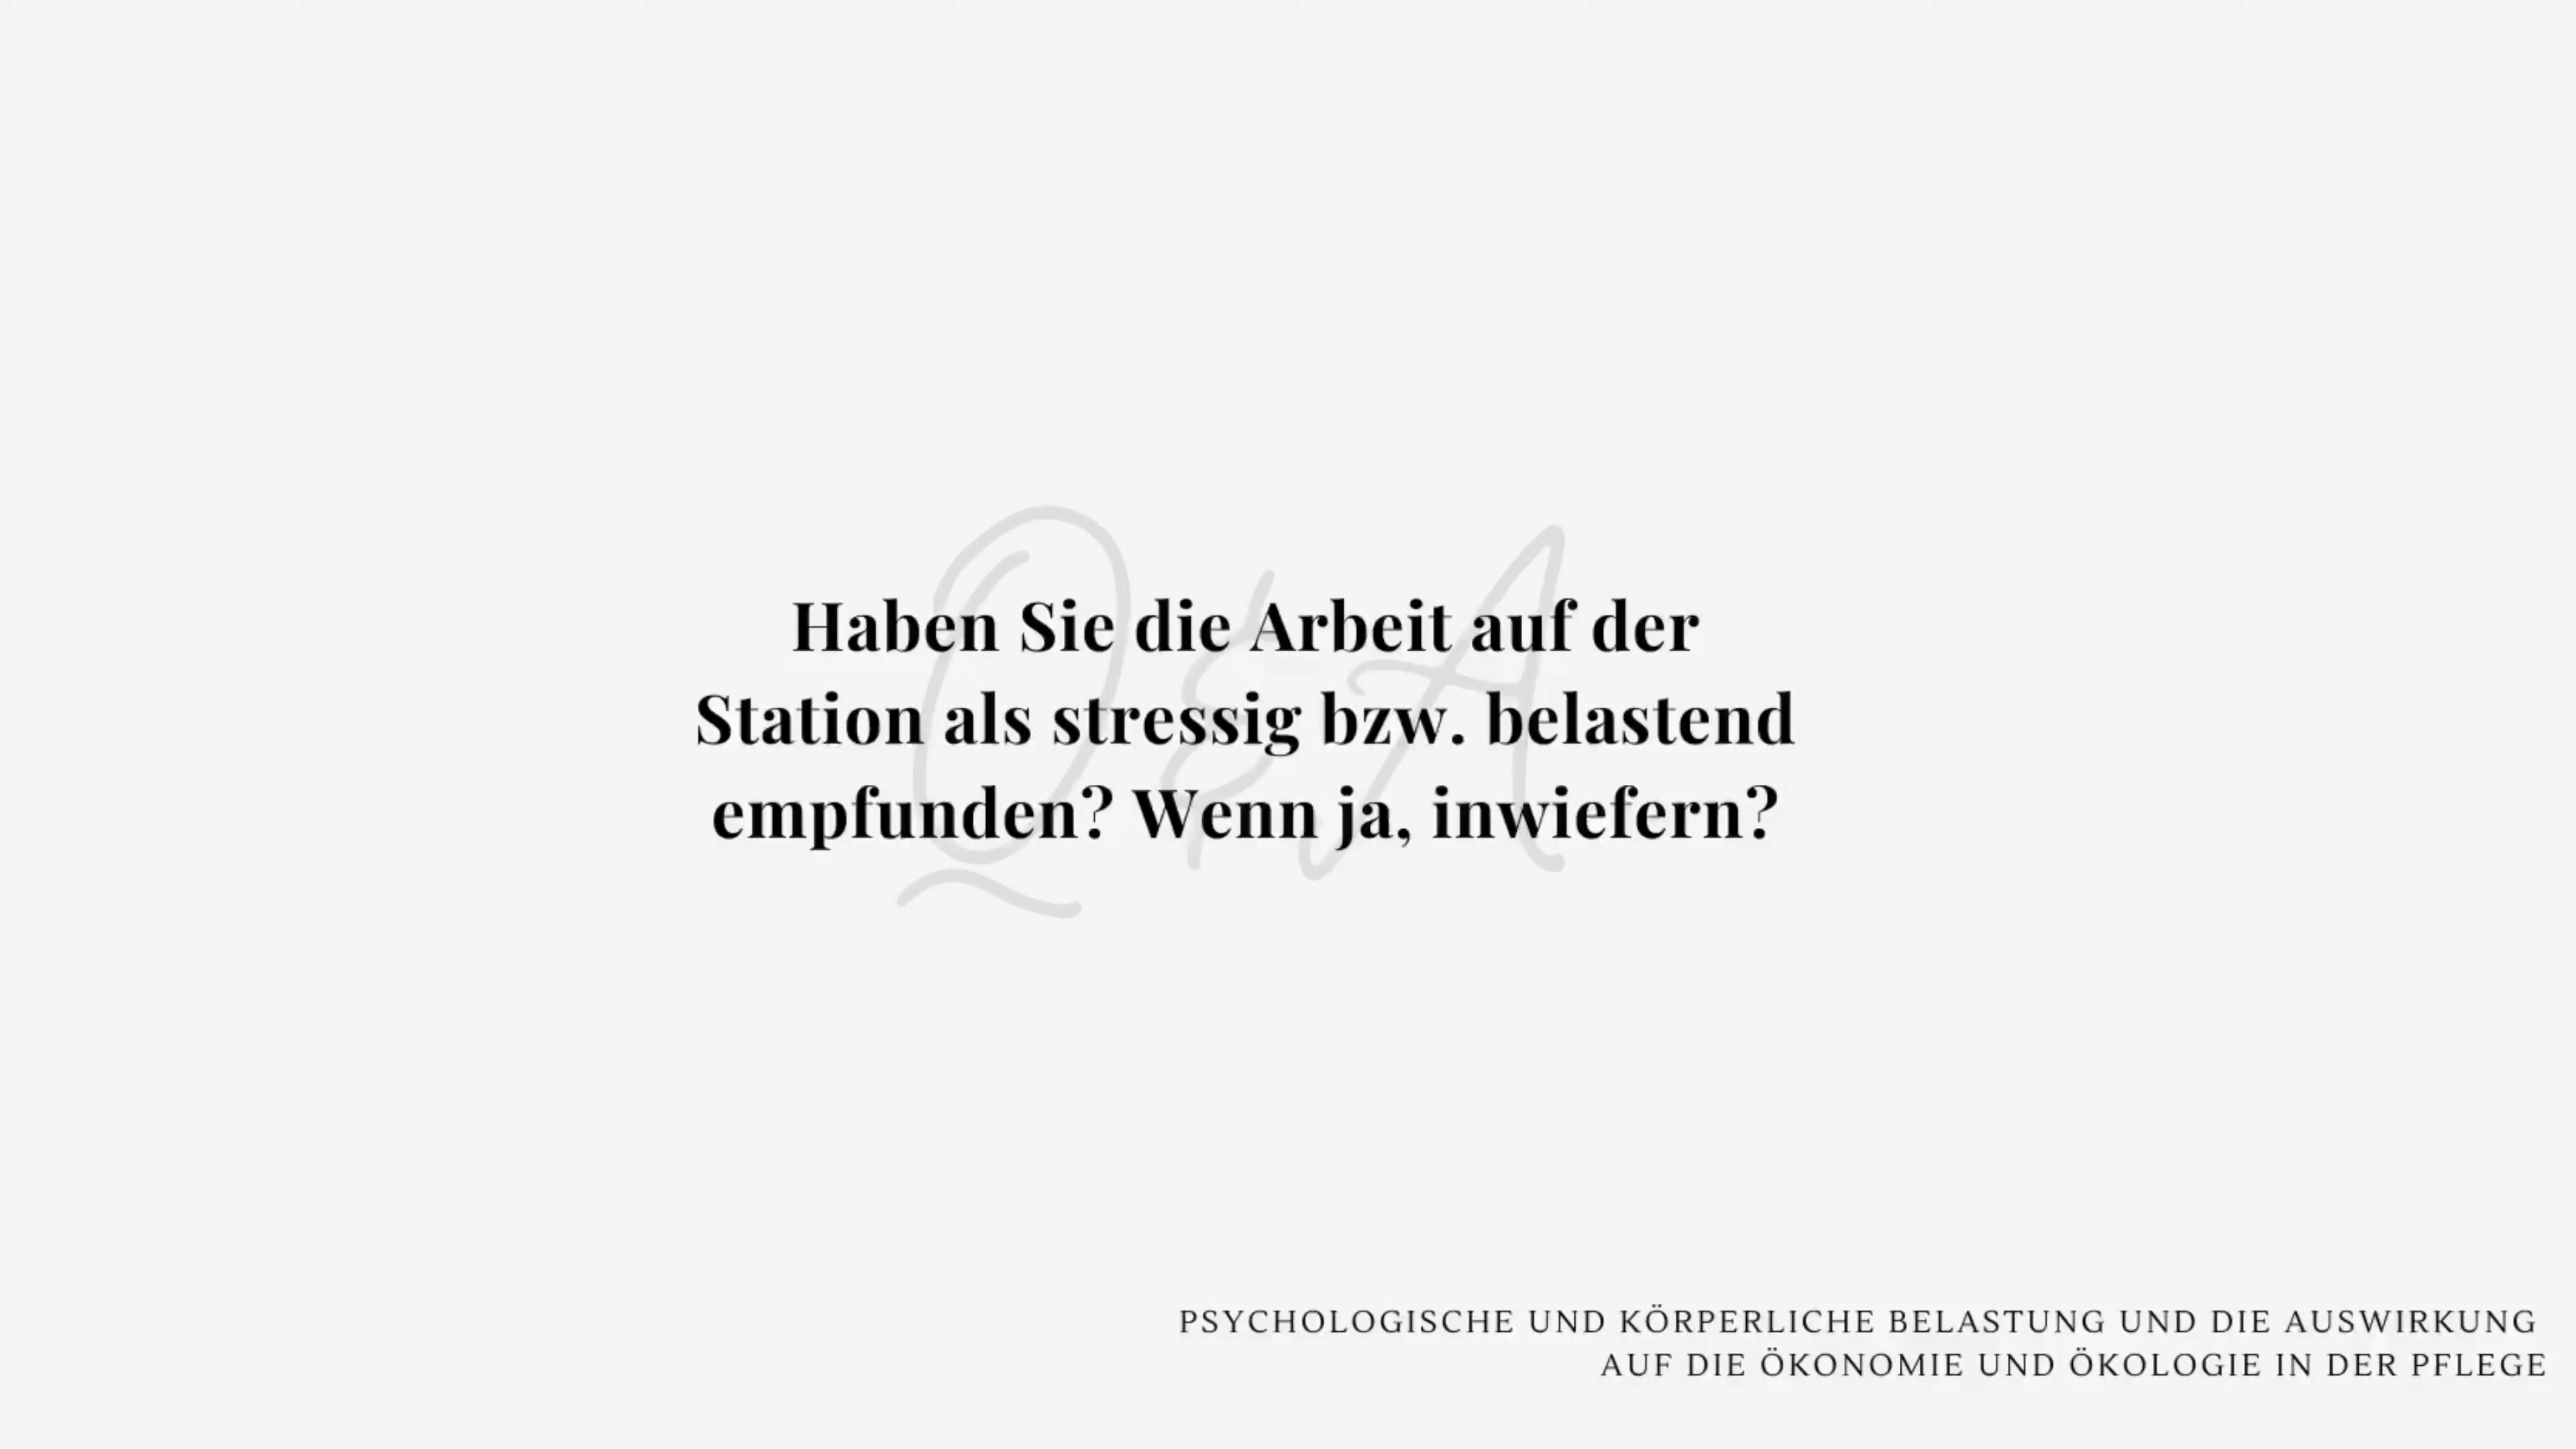 Q&A
Haben Sie die Arbeit auf der
Station als stressig bzw. belastend
empfunden? Wenn ja, inwiefern?
PSYCHOLOGISCHE UND KÖRPERLICHE BELASTUNG UND DIE AUSWIRKUNG
AUF DIE ÖKONOMIE UND ÖKOLOGIE IN DER PFLEGE